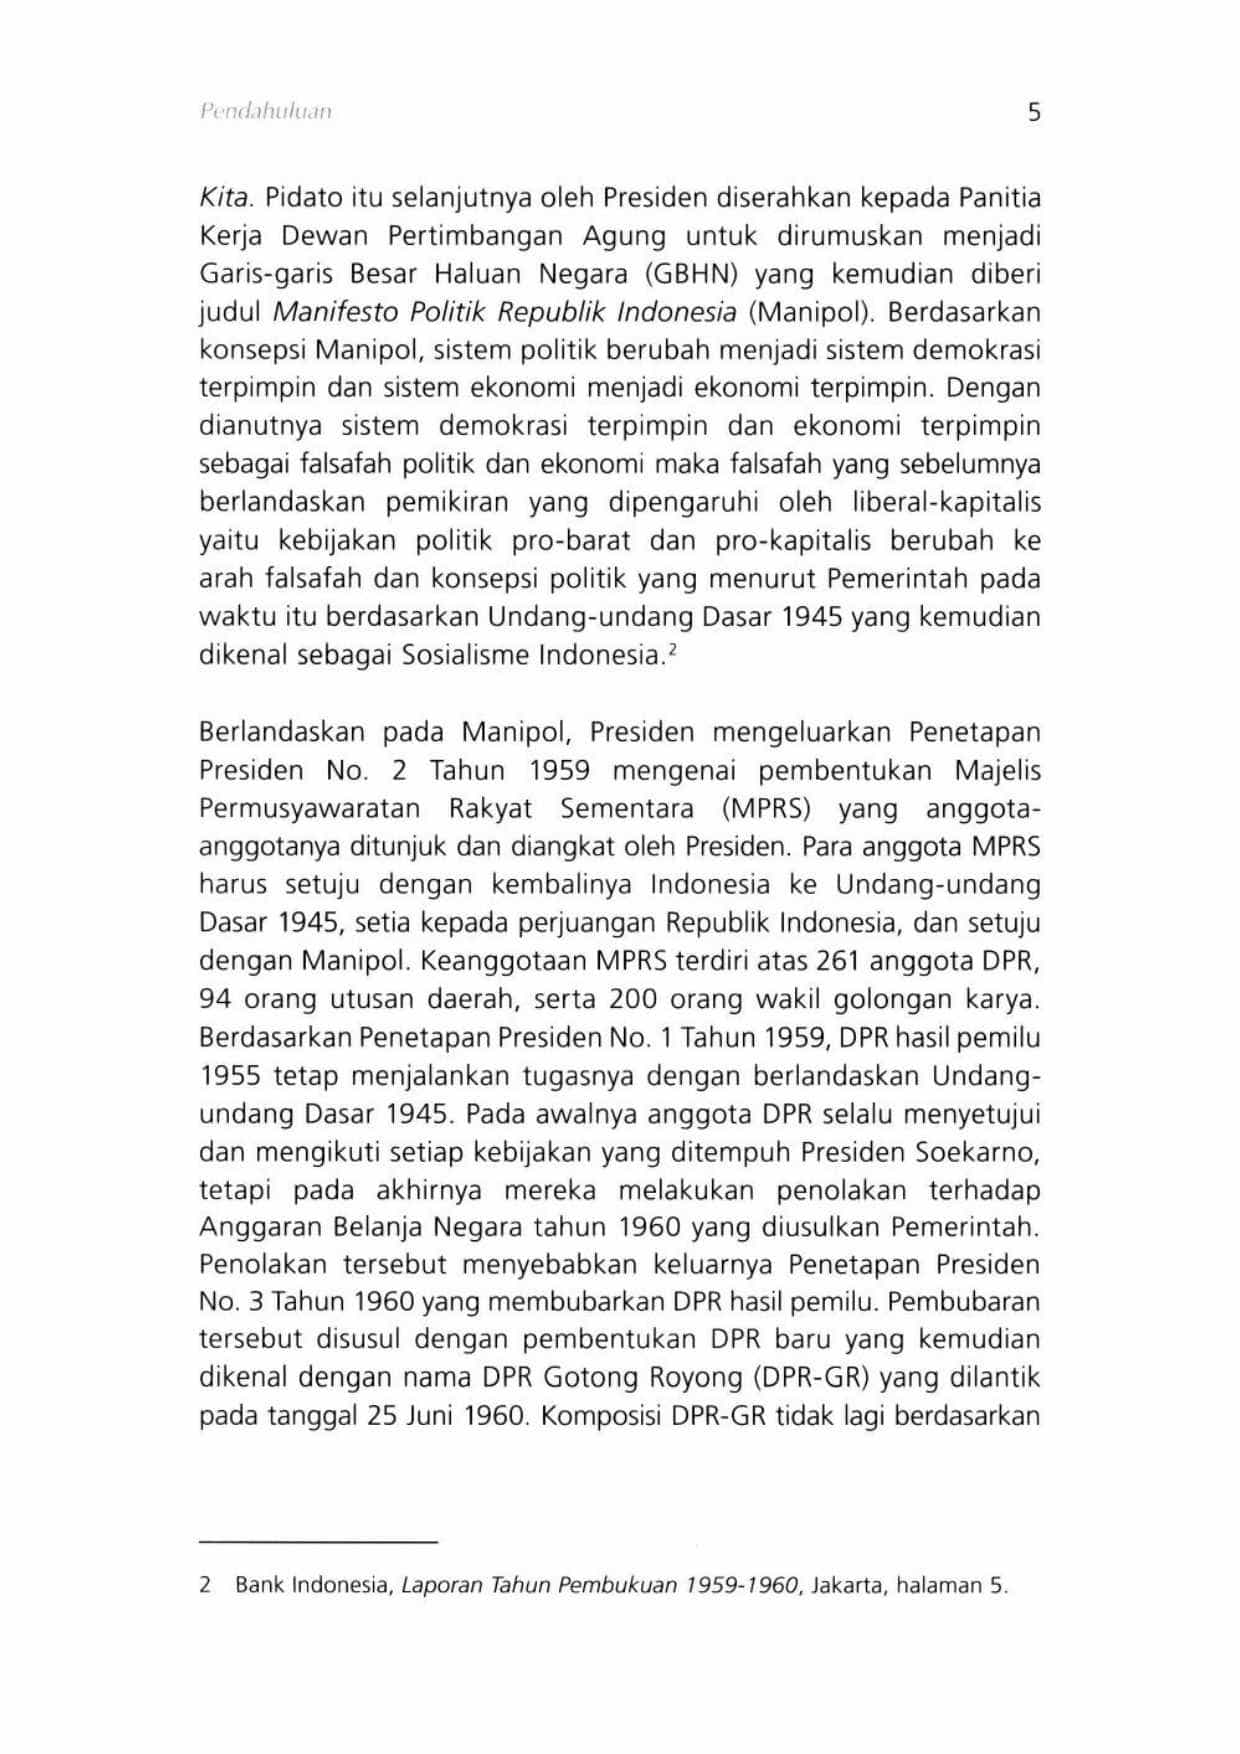 Pendahuluan 5
Kita. Pidato itu selanjutnya oleh Presiden diserahkan kepada Panitia
Kerja Dewan Pertimbangan Agung untuk dirumuskan menjadi
Garis-garis Besar Haluan Negara (GBHN) yang kemudian diberi
judul Manifesto Politik Republik Indonesia (Manipol). Berdasarkan
konsepsi Manipol, sistem politik berubah menjadi sistem demokrasi
terpimpin dan sistem ekonomi menjadi ekonomi terpimpin. Dengan
dianutnya sistem demokrasi terpimpin dan ekonomi terpimpin
sebagai falsafah politik dan ekonomi maka falsafah yang sebelumnya
berlandaskan pemikiran yang dipengaruhi oleh liberal-kapitalis
yaitu kebijakan politik pro-barat dan pro-kapitalis berubah ke
arah falsafah dan konsepsi politik yang menurut Pemerintah pada
waktu itu berdasarkan Undang-undang Dasar 1945 yang kemudian
dikenal sebagai Sosialisme Indonesia.²
Berlandaskan pada Manipol, Presiden mengeluarkan Penetapan
Presiden No. 2 Tahun 1959 mengenai pembentukan Majelis
Permusyawaratan Rakyat Sementara (MPRS) yang anggota-
anggotanya ditunjuk dan diangkat oleh Presiden. Para anggota MPRS
harus setuju dengan kembalinya Indonesia ke Undang-undang
Dasar 1945, setia kepada perjuangan Republik Indonesia, dan setuju
dengan Manipol. Keanggotaan MPRS terdiri atas 261 anggota DPR,
94 orang utusan daerah, serta 200 orang wakil golongan karya.
Berdasarkan Penetapan Presiden No. 1 Tahun 1959, DPR hasil pemilu
1955 tetap menjalankan tugasnya dengan berlandaskan Undang-
undang Dasar 1945. Pada awalnya anggota DPR selalu menyetujui
dan mengikuti setiap kebijakan yang ditempuh Presiden Soekarno,
tetapi pada akhirnya mereka melakukan penolakan terhadap
Anggaran Belanja Negara tahun 1960 yang diusulkan Pemerintah.
Penolakan tersebut menyebabkan keluarnya Penetapan Presiden
No. 3 Tahun 1960 yang membubarkan DPR hasil pemilu. Pembubaran
tersebut disusul dengan pembentukan DPR baru yang kemudian
dikenal dengan nama DPR Gotong Royong (DPR-GR) yang dilantik
pada tanggal 25 Juni 1960. Komposisi DPR-GR tidak lagi berdasarkan
2 Bank Indonesia, Laporan Tahun Pembukuan 1959-1960, Jakarta, halaman 5.